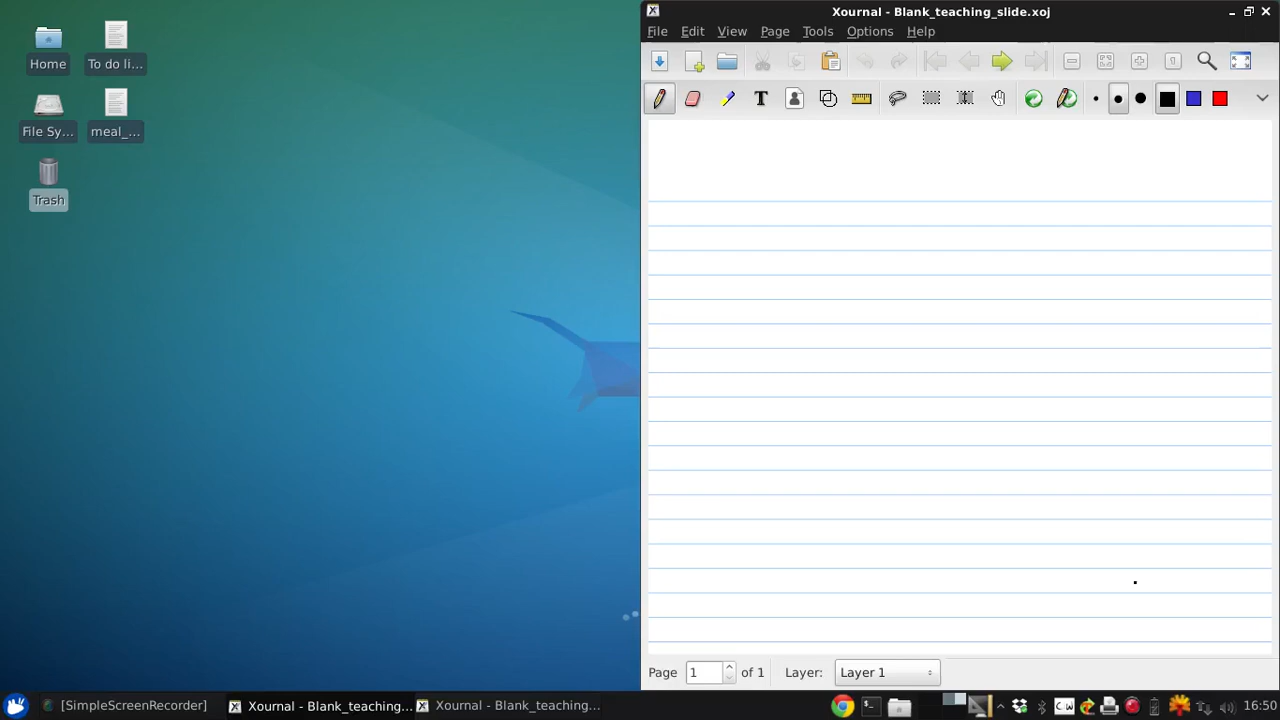 Xournal - Blank_teaching_slide.xoj
File Edit View Page Tools Options Help
T
Home
To do li...
File Sy...
meal_...
Trash
Page 1 of 1 Layer: Layer 1
[SimpleScreenRecorder]
Xournal - Blank_teaching...
Xournal - Blank_teaching...
16:50